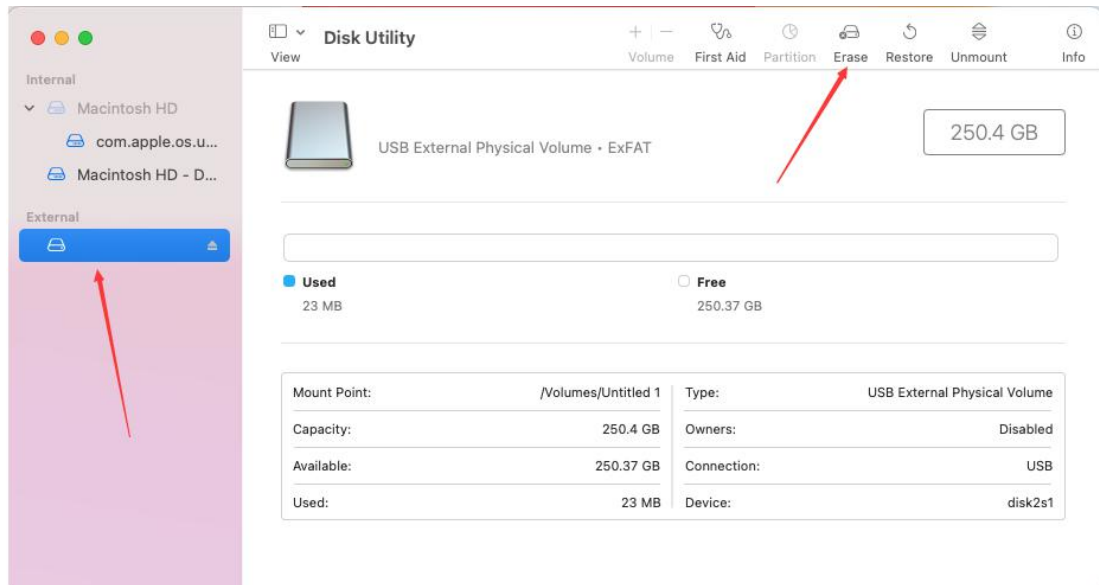 Disk Utility
View
Volume
First Aid
Partition
Erase
Restore
Unmount
Info
Internal
Macintosh HD
com.apple.os.u...
Macintosh HD - D...
External
USB External Physical Volume • ExFAT
250.4 GB
Used
23 MB
Free
250.37 GB
Mount Point: /Volumes/Untitled 1
Type: USB External Physical Volume
Capacity: 250.4 GB
Owners: Disabled
Available: 250.37 GB
Connection: USB
Used: 23 MB
Device: disk2s1